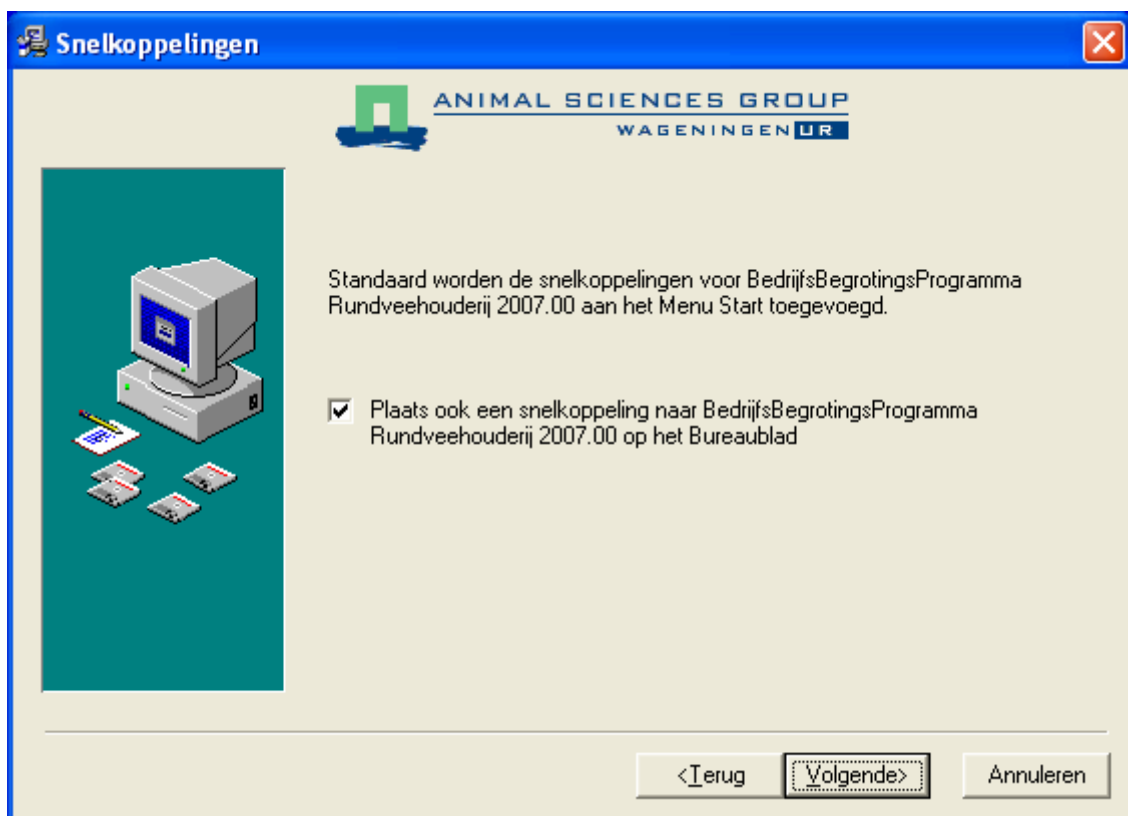 Snelkoppelingen
ANIMAL SCIENCES GROUP
WAGENINGEN UR
Standaard worden de snelkoppelingen voor BedrijfsBegrotingsProgramma
Rundveehouderij 2007.00 aan het Menu Start toegevoegd.
Plaats ook een snelkoppeling naar BedrijfsBegrotingsProgramma
Rundveehouderij 2007.00 op het Bureaublad
<Terug
Volgende>
Annuleren